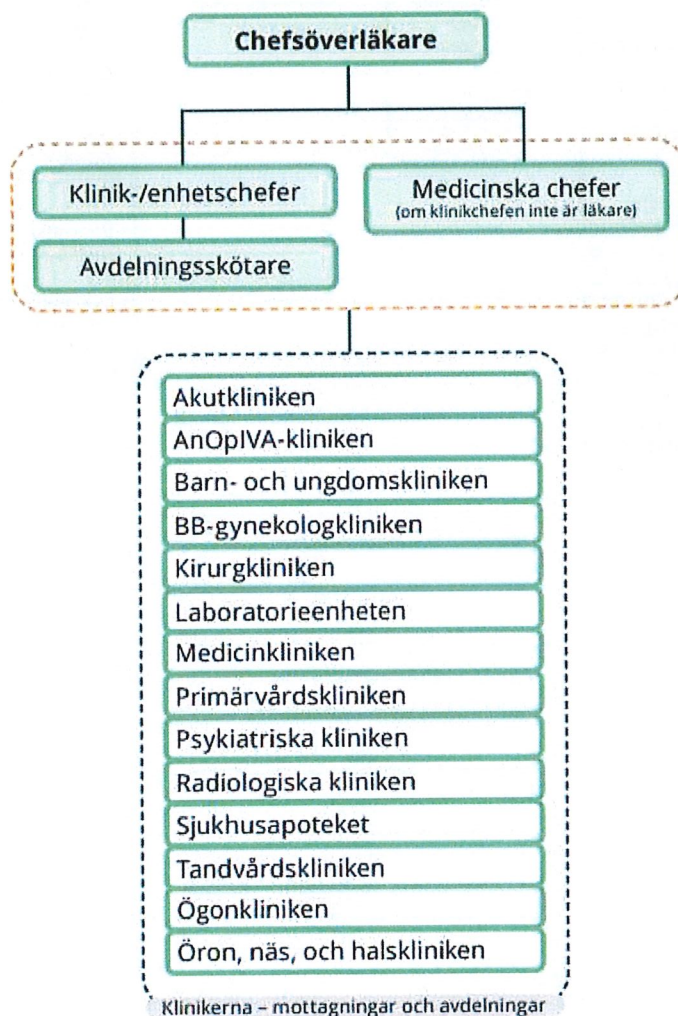 Chefsöverläkare
Klinik-/enhetschefer
Medicinska chefer
(om klinikchefen inte är läkare)
Avdelningsskötare
Akutkliniken
AnOpIVA-kliniken
Barn- och ungdomskliniken
BB-gynekologkliniken
Kirurgkliniken
Laboratorieenheten
Medicinkliniken
Primärvårdskliniken
Psykiatriska kliniken
Radiologiska kliniken
Sjukhusapoteket
Tandvårdskliniken
Ögonkliniken
Öron, näs, och halskliniken
Klinikerna – mottagningar och avdelningar